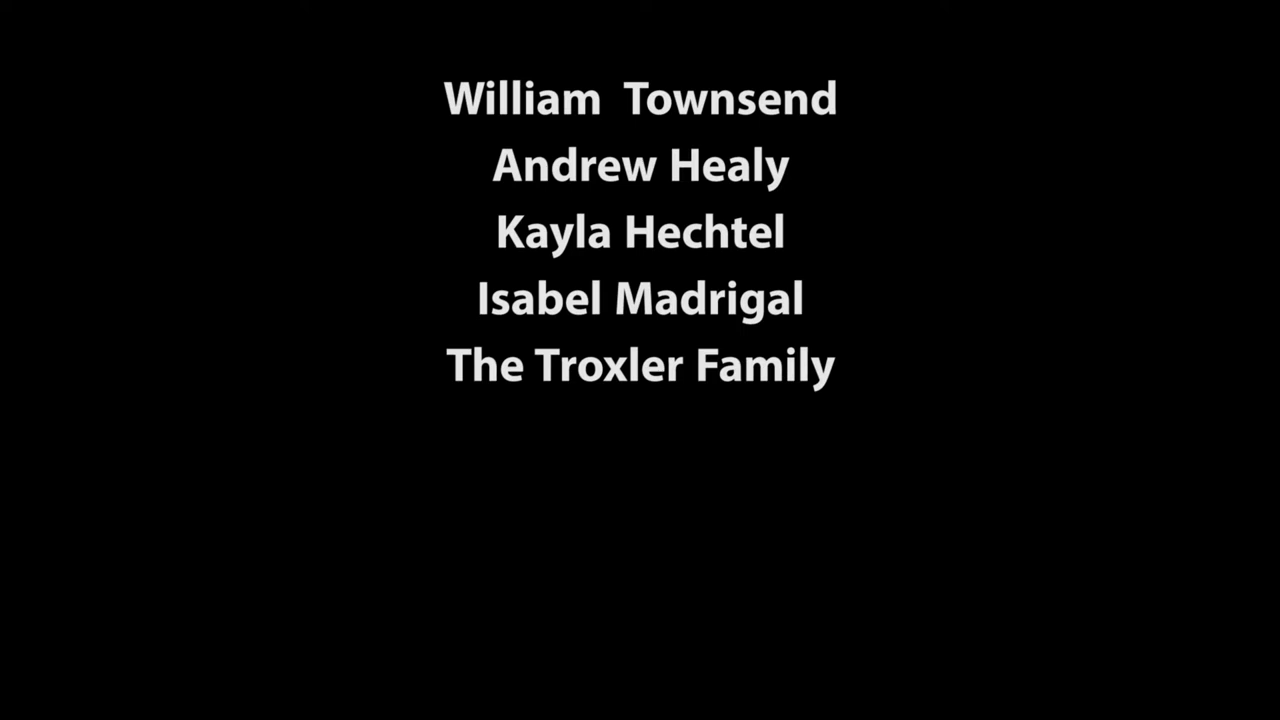 William  Townsend
Andrew Healy
Kayla Hechtel
Isabel Madrigal
The Troxler Family